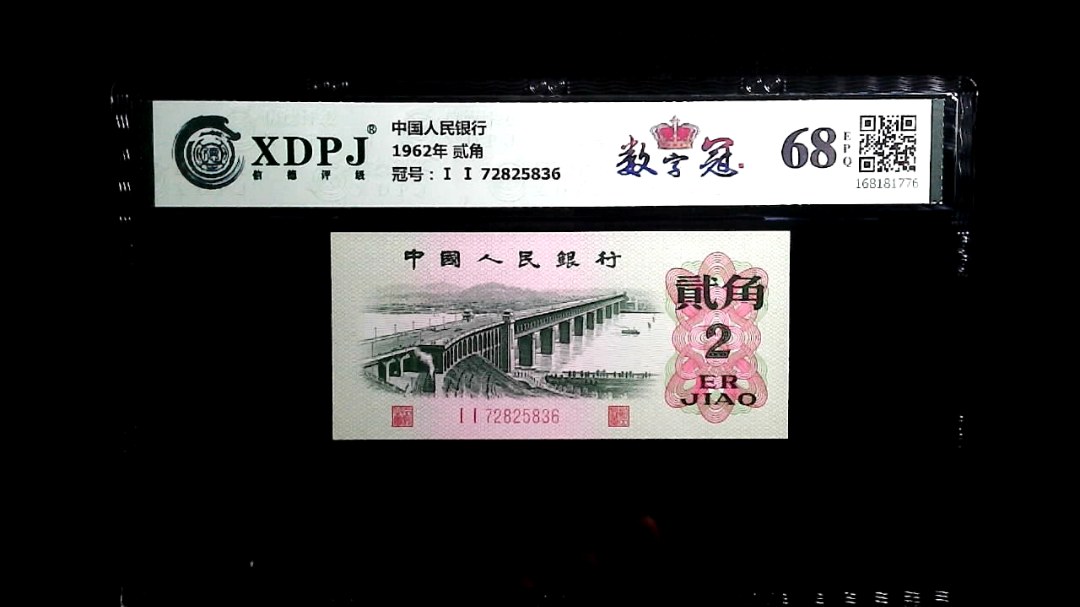 XDPJ®
信德评级
中国人民银行
1962年 贰角
冠号：I I 72825836
数字冠
68
EPQ
168181776
中國人民銀行
貳角
2
ER
JIAO
I I 72825836